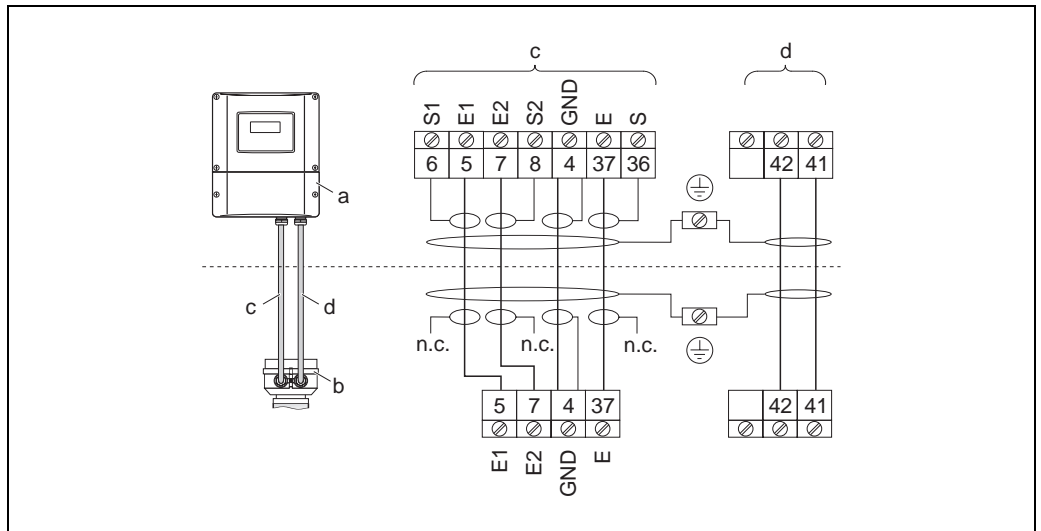 c
d
S1 E1 E2 S2 GND E S
6 5 7 8 4 37 36
42 41
a
c
d
n.c. n.c. n.c.
b
5 7 4 37
42 41
E1 E2 GND E